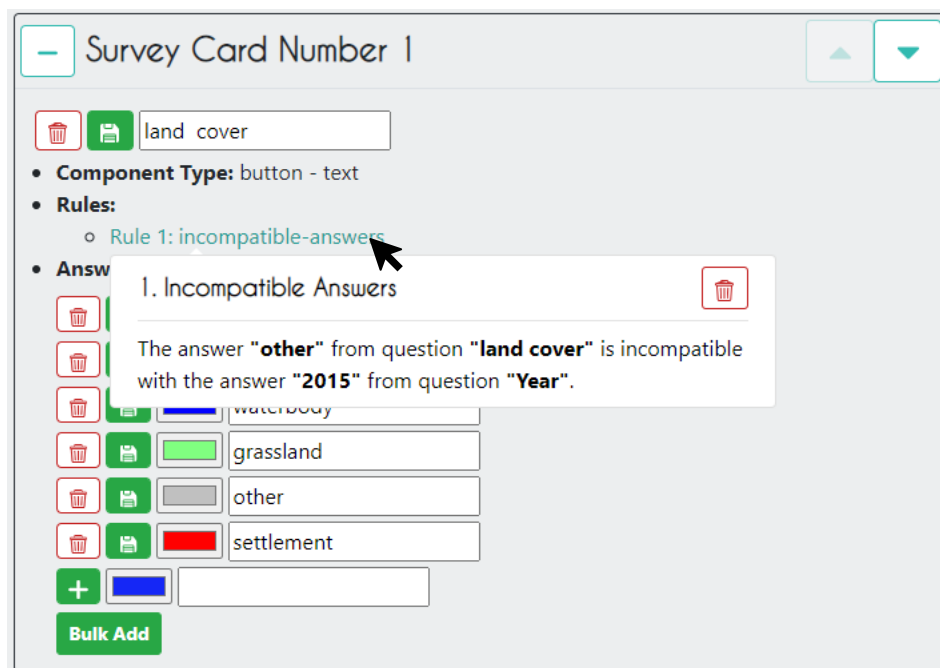 Survey Card Number 1
land cover
Component Type: button - text
Rules:
Rule 1: incompatible-answers
Answ
1. Incompatible Answers
The answer "other" from question "land cover" is incompatible
with the answer "2015" from question "Year".
waterbody
grassland
other
settlement
Bulk Add